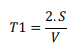 T1 = 2.S / V